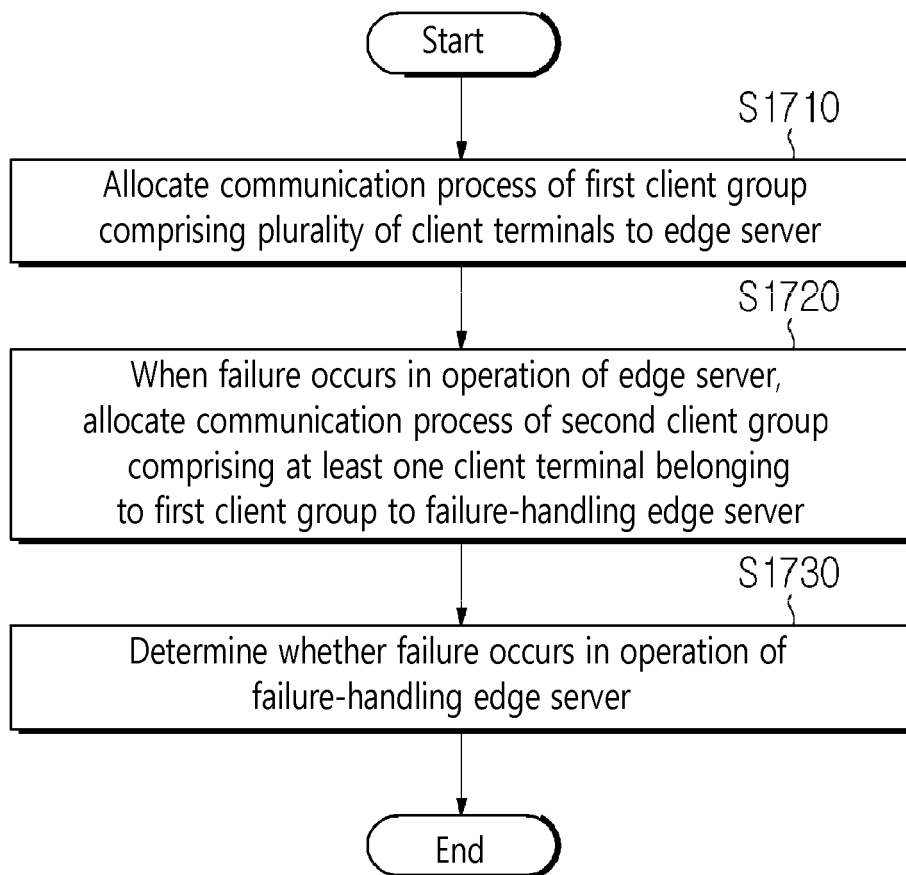 Start
S1710
Allocate communication process of first client group
comprising plurality of client terminals to edge server
S1720
When failure occurs in operation of edge server,
allocate communication process of second client group
comprising at least one client terminal belonging
to first client group to failure-handling edge server
S1730
Determine whether failure occurs in operation of
failure-handling edge server
End